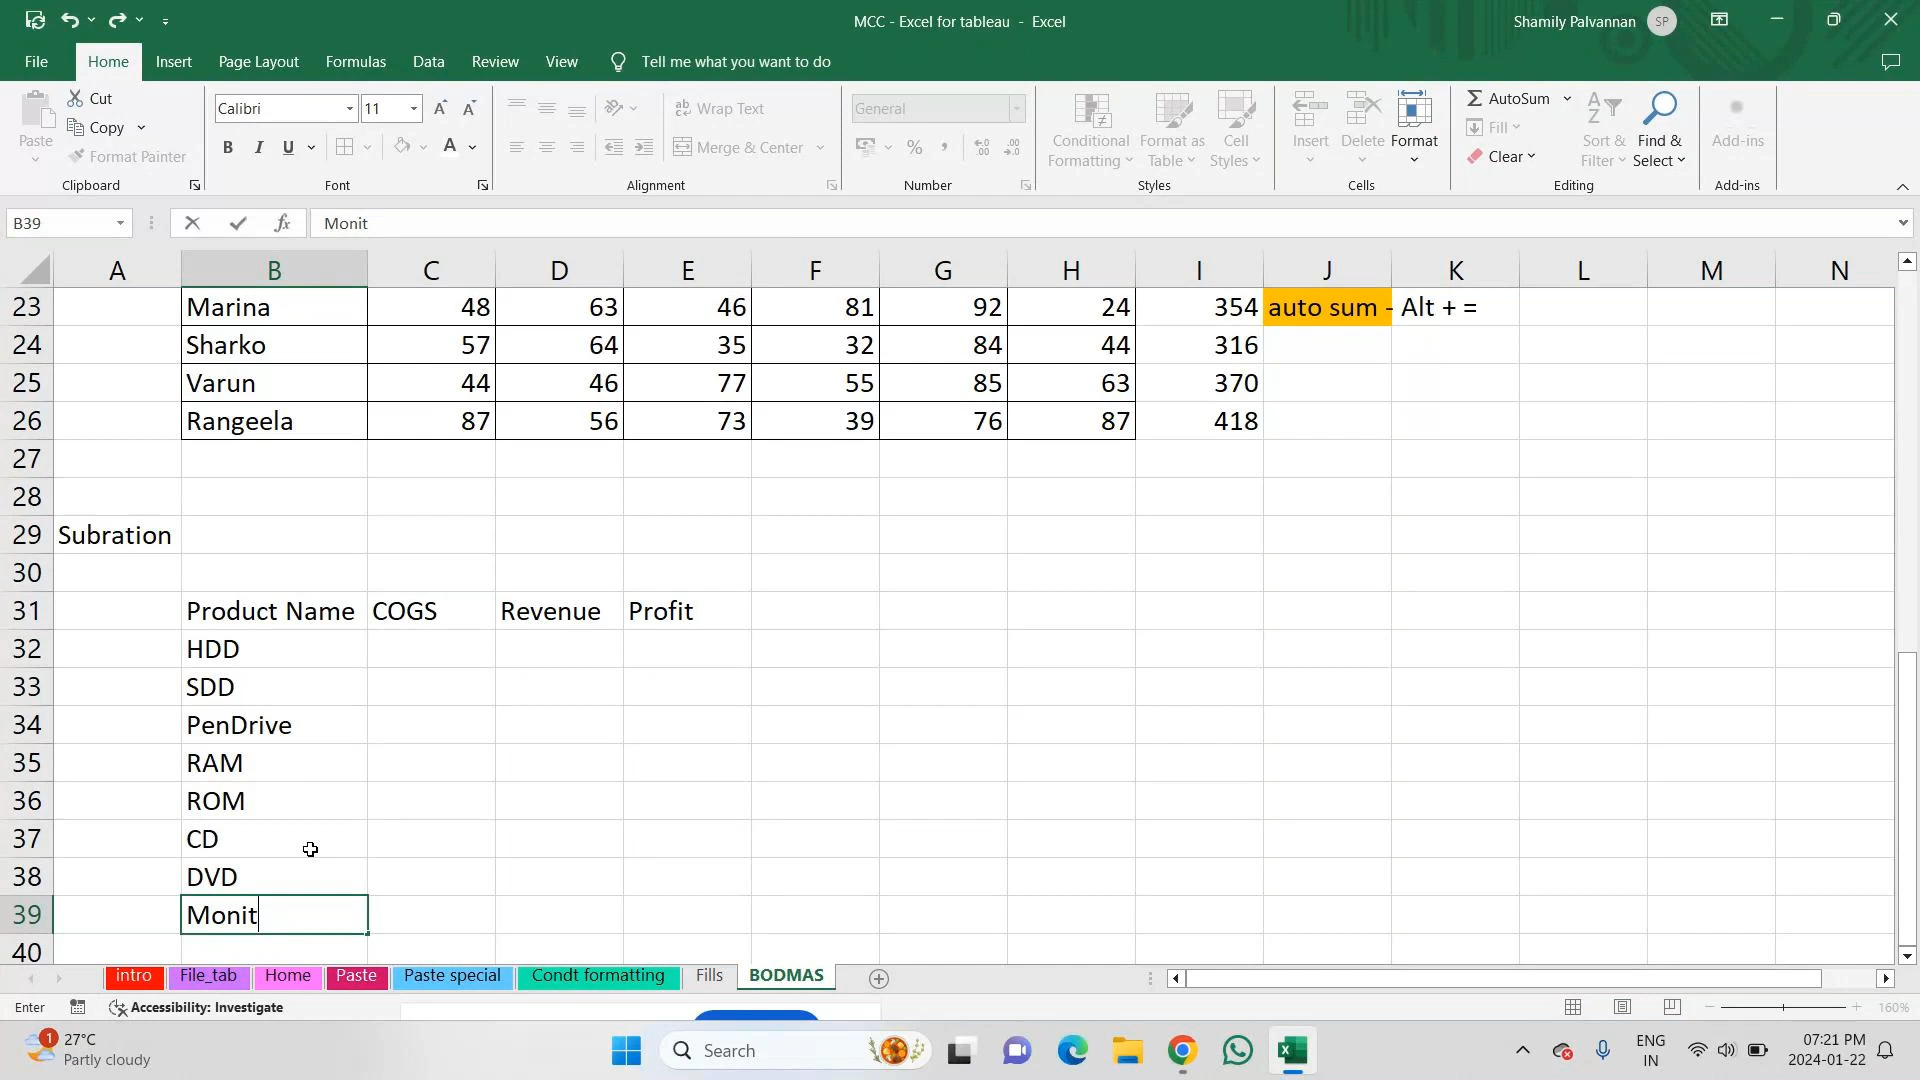 MCC - Excel for tableau - Excel
Shamily Palvannan SP
File Home Insert Page Layout Formulas Data Review View Tell me what you want to do
Paste
Cut
Copy
Format Painter
Clipboard
Calibri 11
B I U
Font
Wrap Text
Merge & Center
Alignment
General
Number
Conditional Formatting
Format as Table
Cell Styles
Styles
Insert Delete Format
Cells
AutoSum
Fill
Clear
Sort & Filter
Find & Select
Editing
Add-ins
Add-ins
B39 fx Monit
A B C D E F G H I J K L M N
23 Marina 48 63 46 81 92 24 354 auto sum - Alt + =
24 Sharko 57 64 35 32 84 44 316
25 Varun 44 46 77 55 85 63 370
26 Rangeela 87 56 73 39 76 87 418
27
28
29 Subration
30
31 Product Name COGS Revenue Profit
32 HDD
33 SDD
34 PenDrive
35 RAM
36 ROM
37 CD
38 DVD
39 Monit
40
intro File_tab Home Paste Paste special Condt formatting Fills BODMAS
Enter Accessibility: Investigate 160%
1 27°C
Partly cloudy
Search
ENG
IN
07:21 PM
2024-01-22